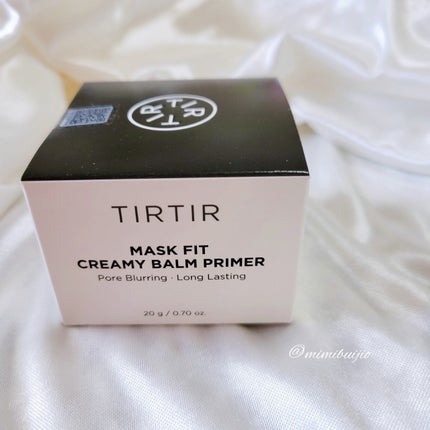 TIRTIR
TIRTIR
MASK FIT
CREAMY BALM PRIMER
Pore Blurring · Long Lasting
20 g / 0.70 oz.
@mimibuijio